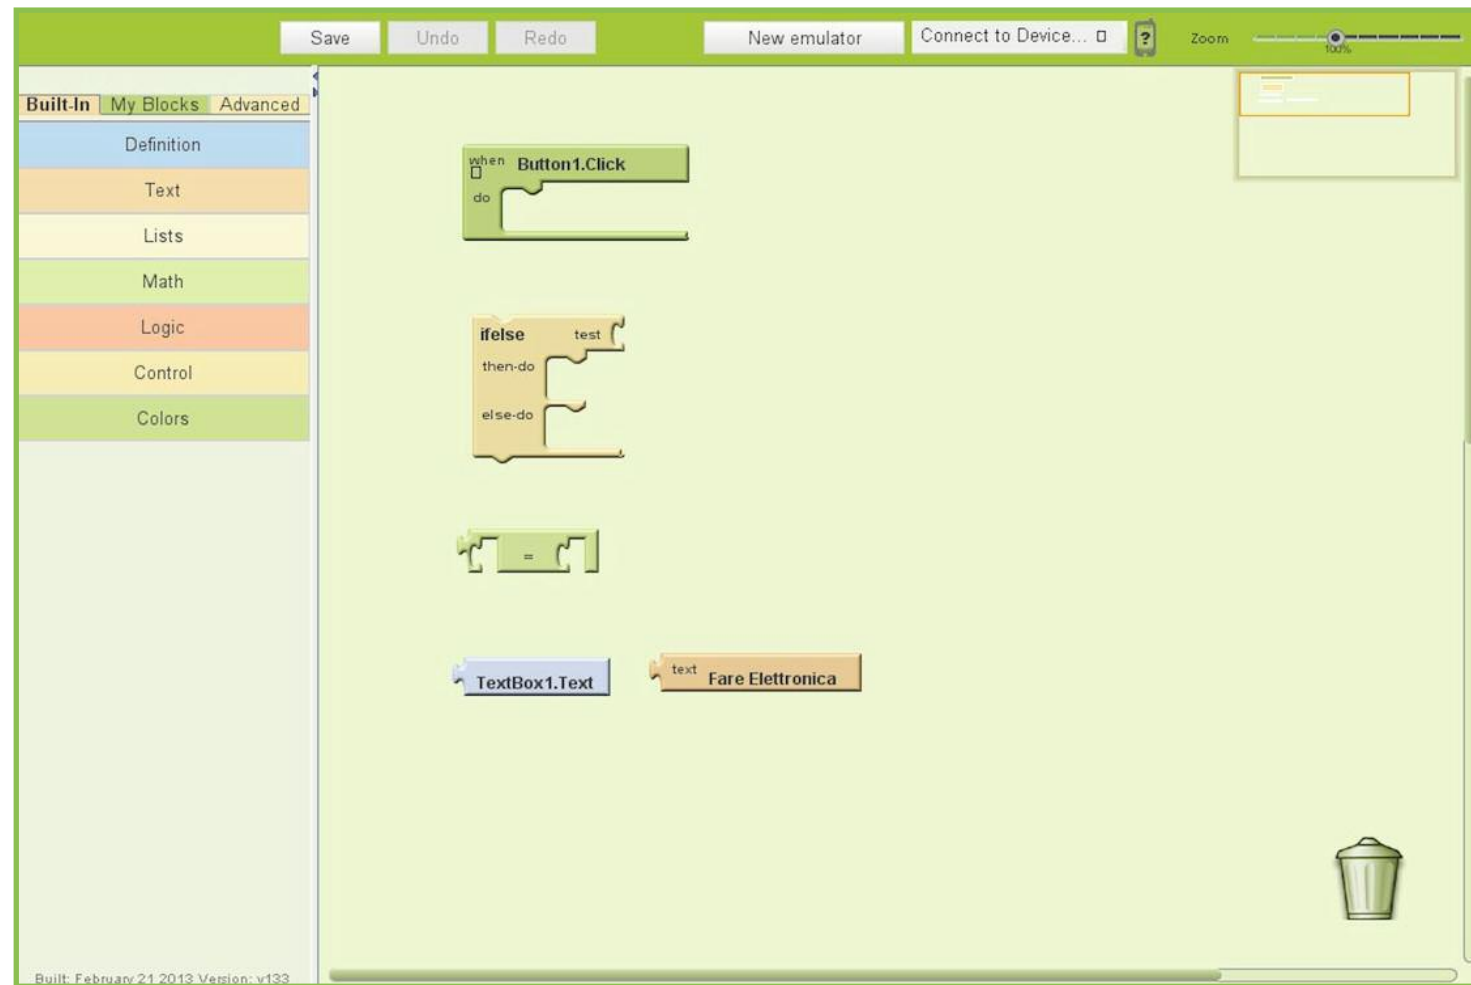 Save Undo Redo New emulator Connect to Device... ? Zoom
100%
Built-In My Blocks Advanced
Definition
Text
Lists
Math
Logic
Control
Colors
when Button1.Click
do
ifelse test
then-do
else-do
=
TextBox1.Text
text Fare Elettronica
Built: February 21 2013 Version: v133